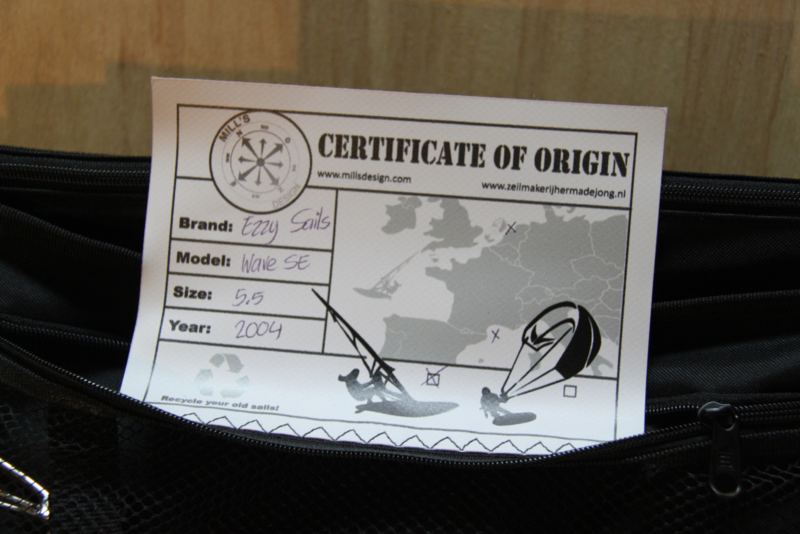 MILL'S
DESIGN
CERTIFICATE OF ORIGIN
www.millsdesign.com
www.zeilmakerijhermadejong.nl
Brand: Ezzy Sails
Model: Wave SE
Size: 5.5
Year: 2004
Recycle your old sails!